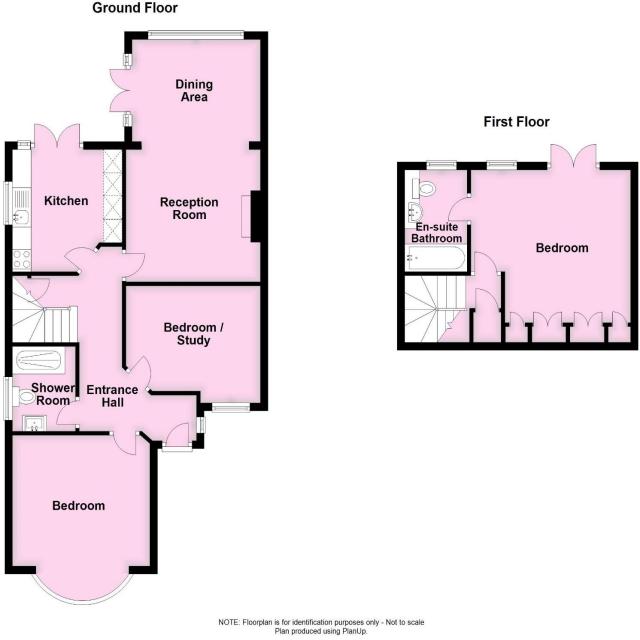 Ground Floor
Dining
Area
Kitchen
Reception
Room
Bedroom /
Study
Shower
Room
Entrance
Hall
Bedroom
First Floor
En-suite
Bathroom
Bedroom
NOTE: Floorplan is for identification purposes only - Not to scale
Plan produced using PlanUp.